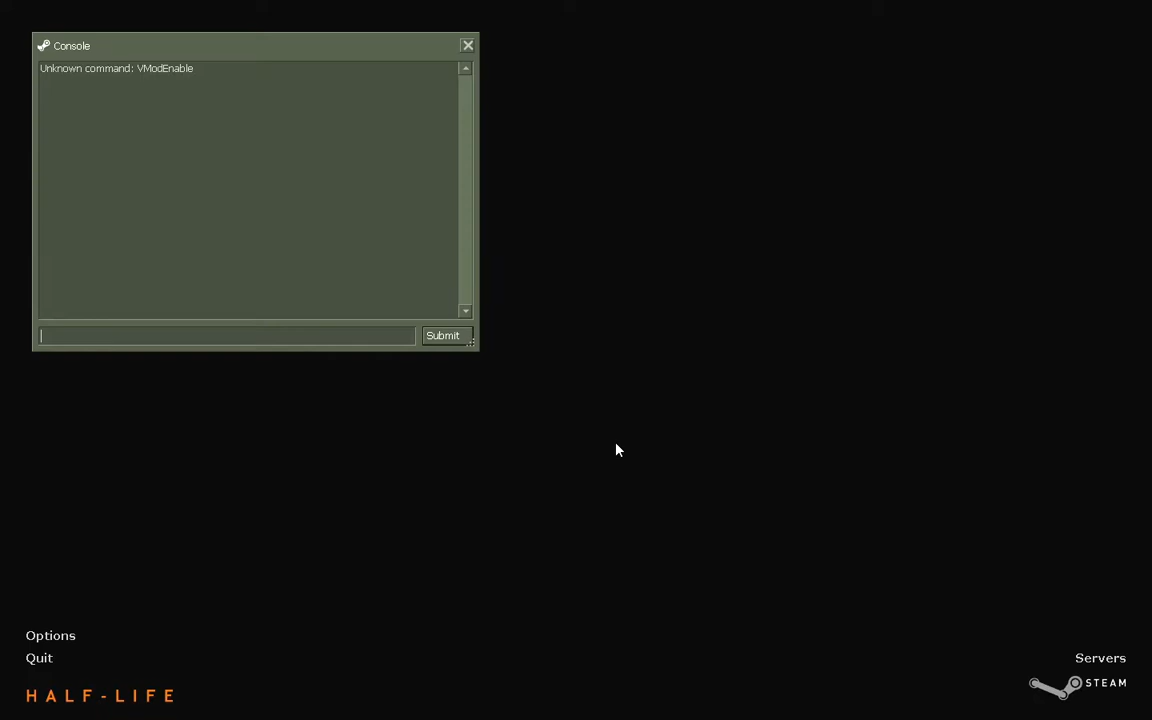 Console
Unknown command: VModEnable
Submit
Options
Quit
Servers
HALF-LIFE
STEAM